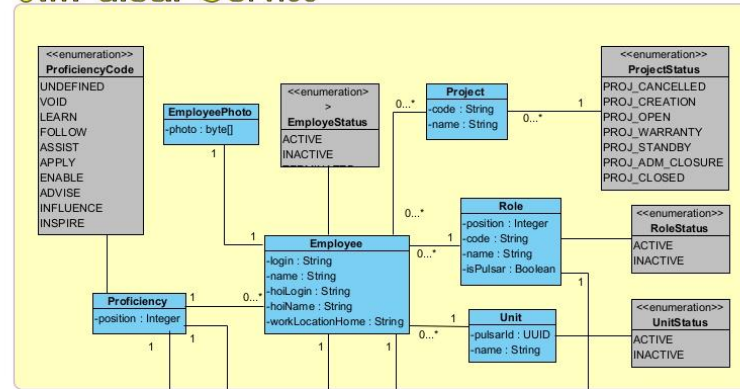 <<enumeration>>
ProficiencyCode
UNDEFINED
VOID
LEARN
FOLLOW
ASSIST
APPLY
ENABLE
ADVISE
INFLUENCE
INSPIRE
EmployeePhoto
-photo : byte[]
1
<<enumeration>
>
EmployeStatus
ACTIVE
INACTIVE
Project
-code : String
-name : String
0...*
1
0...*
<<enumeration>>
ProjectStatus
PROJ_CANCELLED
PROJ_CREATION
PROJ_OPEN
PROJ_WARRANTY
PROJ_STANDBY
PROJ_ADM_CLOSURE
PROJ_CLOSED
0...*
1
Employee
-login : String
-name : String
-hoiLogin : String
-hoiName : String
-workLocationHome : String
1
0...*
Role
-position : Integer
-code : String
-name : String
-isPulsar : Boolean
1
<<enumeration>>
RoleStatus
ACTIVE
INACTIVE
Proficiency
-position : Integer
1
0...*
1
1
1
1
1
0...*
Unit
-pulsarId : UUID
-name : String
<<enumeration>>
UnitStatus
ACTIVE
INACTIVE